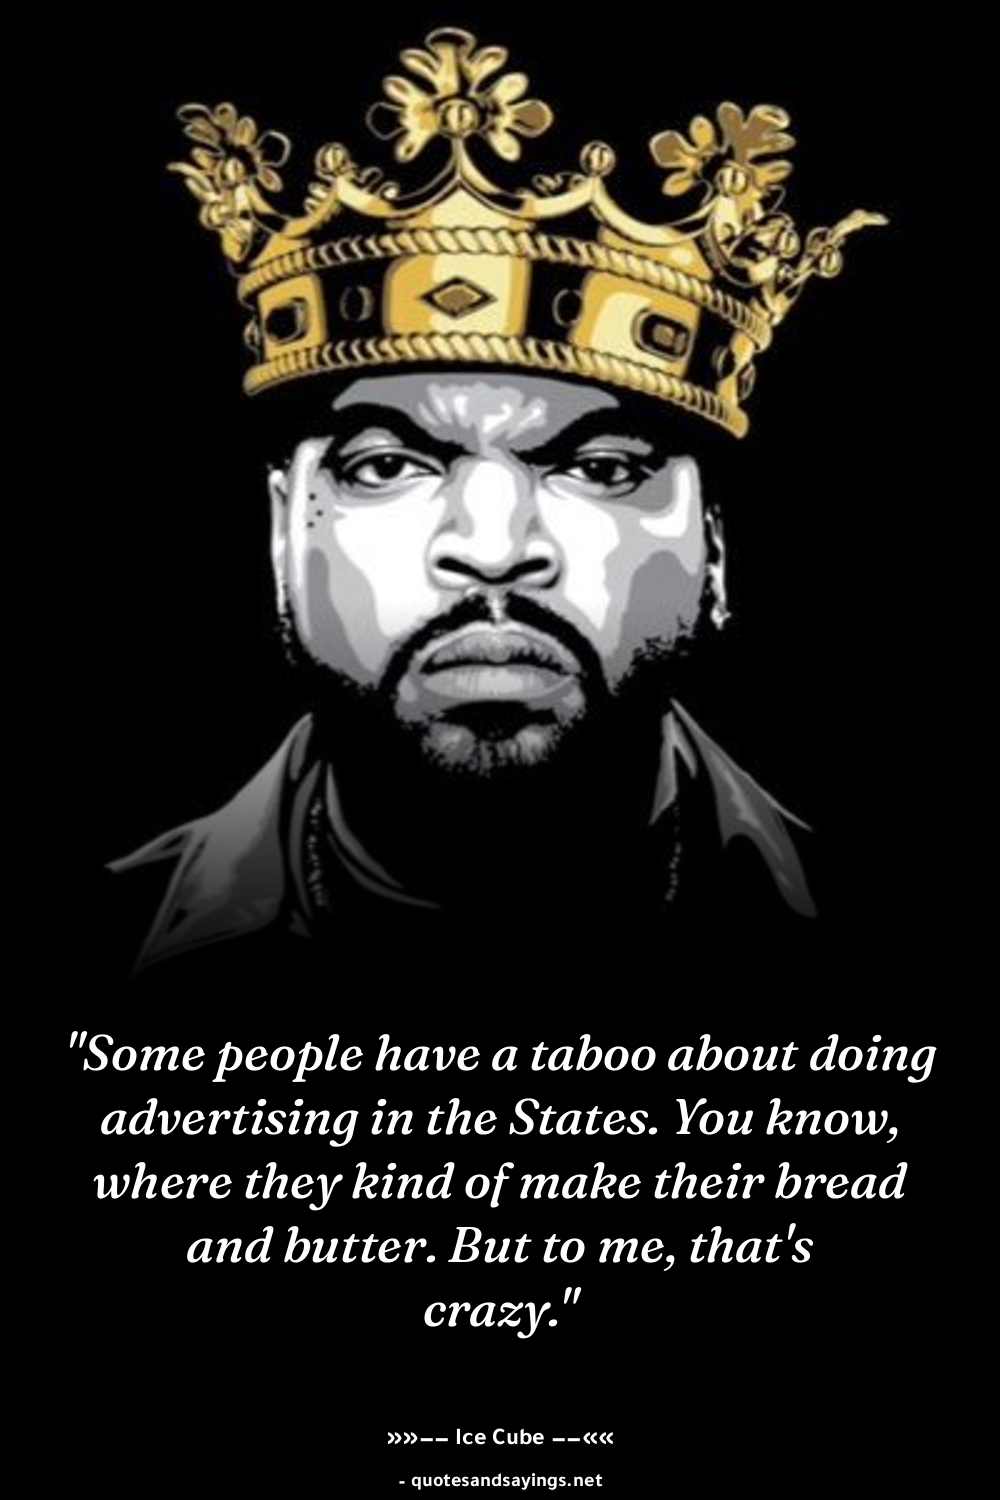 "Some people have a taboo about doing
advertising in the States. You know,
where they kind of make their bread
and butter. But to me, that's
crazy."
»»–– Ice Cube ––««
- quotesandsayings.net